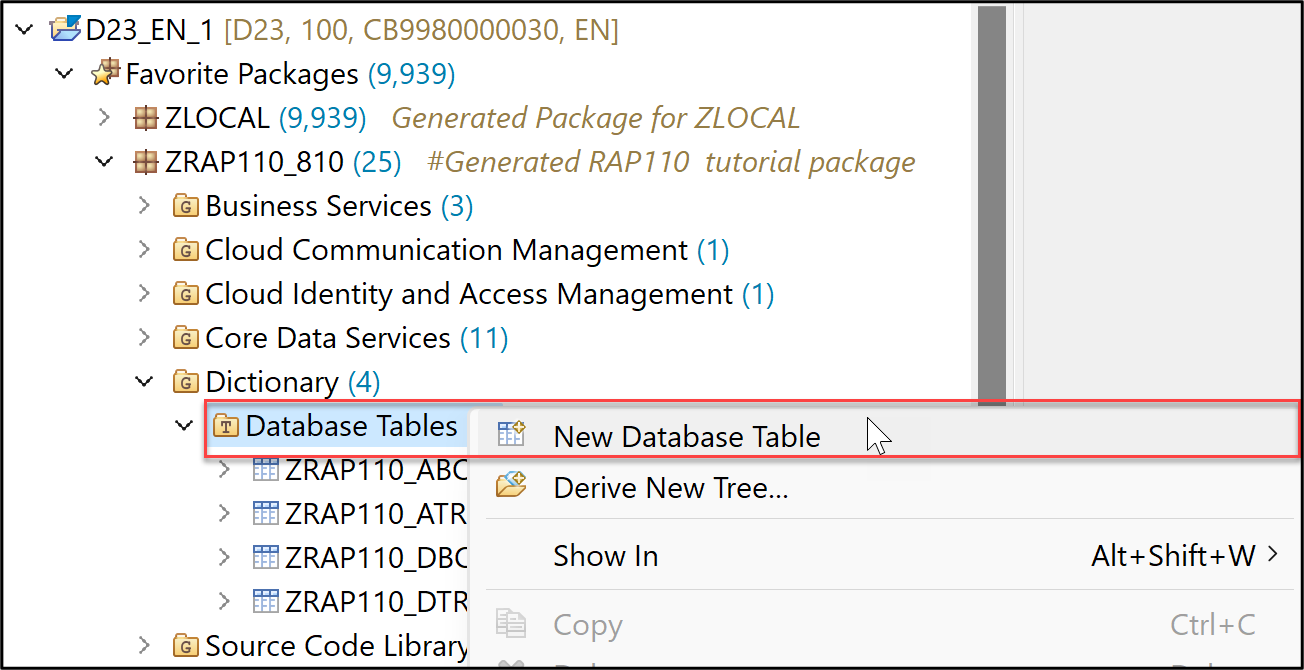 D23_EN_1 [D23, 100, CB9980000030, EN]
Favorite Packages (9,939)
ZLOCAL (9,939) Generated Package for ZLOCAL
ZRAP110_810 (25) #Generated RAP110 tutorial package
G Business Services (3)
G Cloud Communication Management (1)
G Cloud Identity and Access Management (1)
G Core Data Services (11)
G Dictionary (4)
T Database Tables
New Database Table
ZRAP110_ABC
Derive New Tree...
ZRAP110_ATR
ZRAP110_DBC
Show In Alt+Shift+W
ZRAP110_DTR
Copy Ctrl+C
G Source Code Library